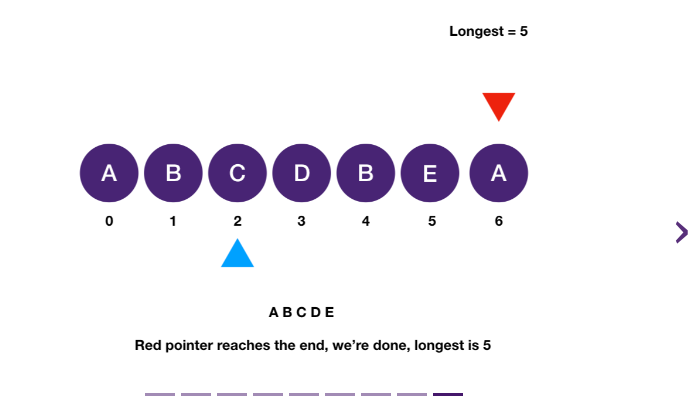 Longest = 5
A B C D B E A
0 1 2 3 4 5 6
A B C D E
Red pointer reaches the end, we're done, longest is 5